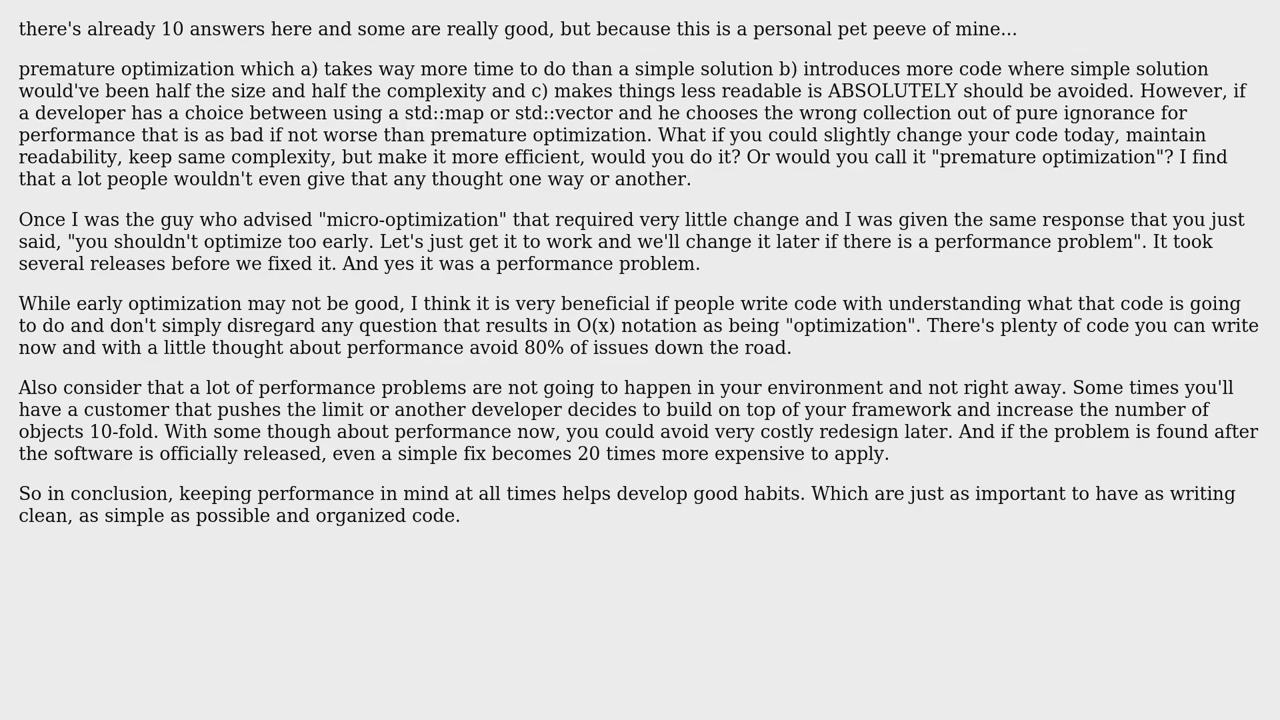 there's already 10 answers here and some are really good, but because this is a personal pet peeve of mine...
premature optimization which a) takes way more time to do than a simple solution b) introduces more code where simple solution
would've been half the size and half the complexity and c) makes things less readable is ABSOLUTELY should be avoided. However, if
a developer has a choice between using a std::map or std::vector and he chooses the wrong collection out of pure ignorance for
performance that is as bad if not worse than premature optimization. What if you could slightly change your code today, maintain
readability, keep same complexity, but make it more efficient, would you do it? Or would you call it "premature optimization"? I find
that a lot people wouldn't even give that any thought one way or another.
Once I was the guy who advised "micro-optimization" that required very little change and I was given the same response that you just
said, "you shouldn't optimize too early. Let's just get it to work and we'll change it later if there is a performance problem". It took
several releases before we fixed it. And yes it was a performance problem.
While early optimization may not be good, I think it is very beneficial if people write code with understanding what that code is going
to do and don't simply disregard any question that results in O(x) notation as being "optimization". There's plenty of code you can write
now and with a little thought about performance avoid 80% of issues down the road.
Also consider that a lot of performance problems are not going to happen in your environment and not right away. Some times you'll
have a customer that pushes the limit or another developer decides to build on top of your framework and increase the number of
objects 10-fold. With some though about performance now, you could avoid very costly redesign later. And if the problem is found after
the software is officially released, even a simple fix becomes 20 times more expensive to apply.
So in conclusion, keeping performance in mind at all times helps develop good habits. Which are just as important to have as writing
clean, as simple as possible and organized code.